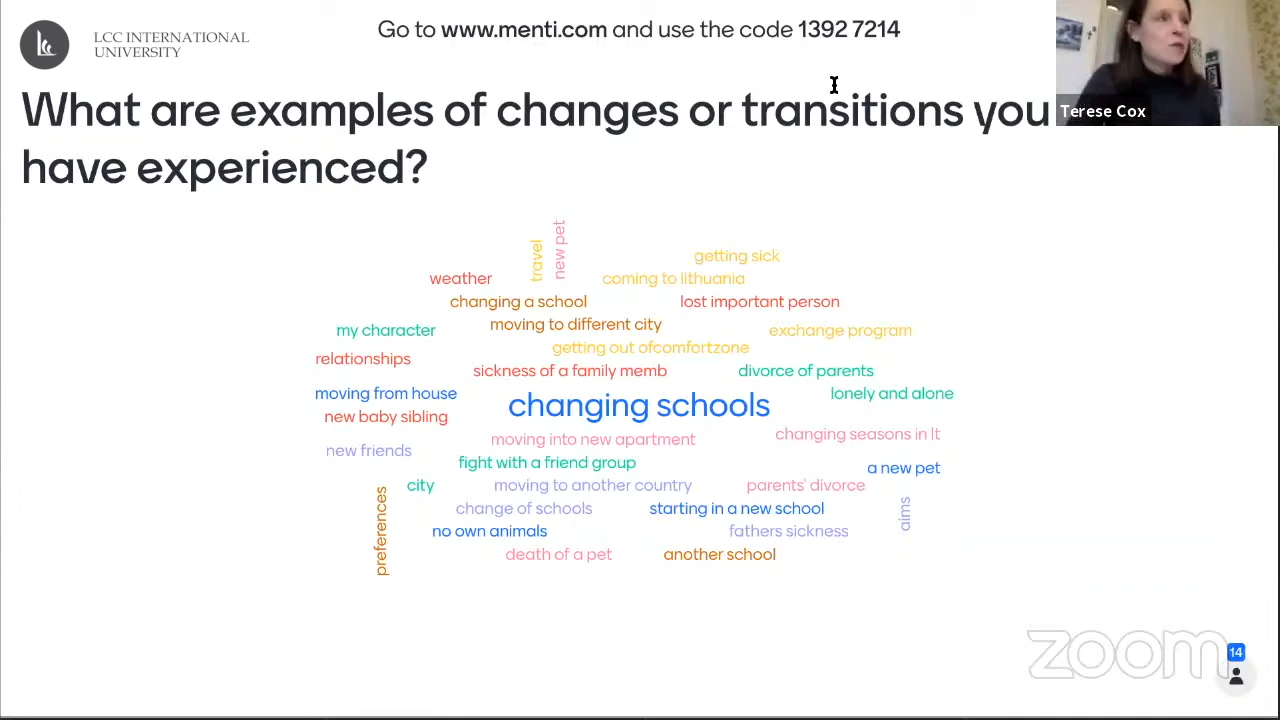 LCC INTERNATIONAL
UNIVERSITY
Go to www.menti.com and use the code 1392 7214
Terese Cox
What are examples of changes or transitions you
have experienced?
travel
new pet
getting sick
weather
coming to lithuania
changing a school
lost important person
my character
moving to different city
exchange program
getting out ofcomfortzone
relationships
sickness of a family memb
divorce of parents
moving from house
lonely and alone
changing schools
new baby sibling
moving into new apartment
changing seasons in lt
new friends
fight with a friend group
a new pet
city
moving to another country
parents' divorce
preferences
change of schools
starting in a new school
aims
no own animals
fathers sickness
death of a pet
another school
zoom
14